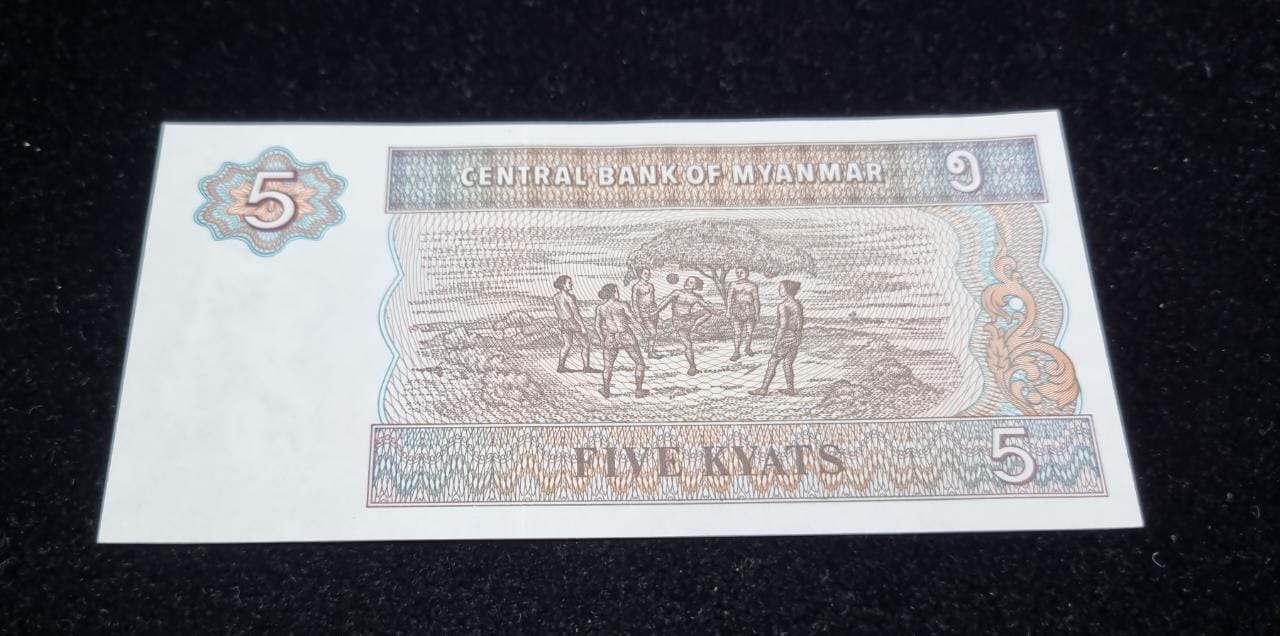 5
CENTRAL BANK OF MYANMAR ၅
FIVE KYATS 5